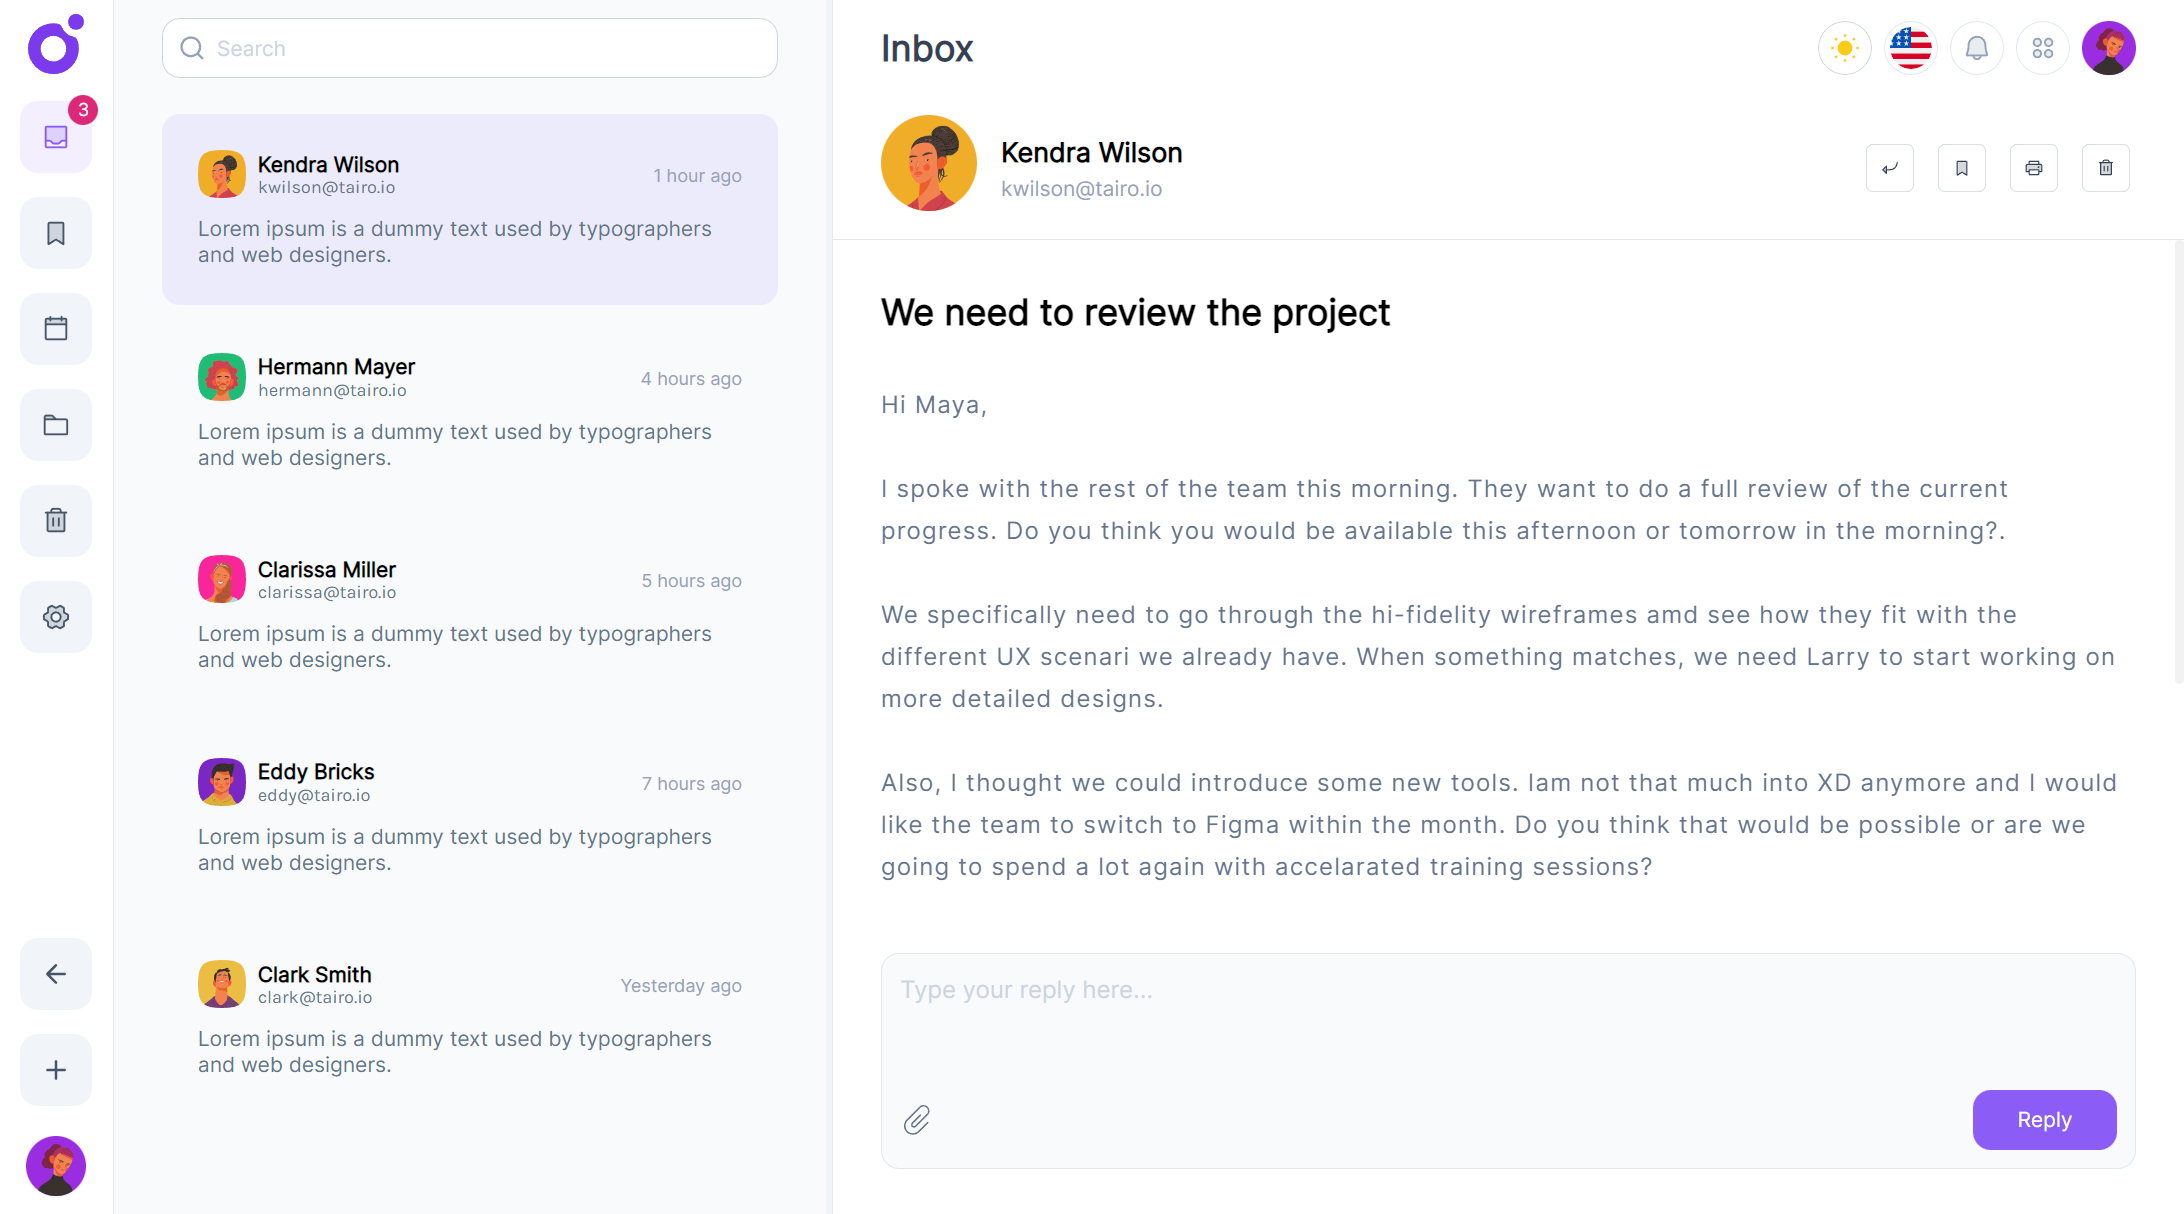 3
Search
Kendra Wilson
kwilson@tairo.io
1 hour ago
Lorem ipsum is a dummy text used by typographers
and web designers.
Hermann Mayer
hermann@tairo.io
4 hours ago
Lorem ipsum is a dummy text used by typographers
and web designers.
Clarissa Miller
clarissa@tairo.io
5 hours ago
Lorem ipsum is a dummy text used by typographers
and web designers.
Eddy Bricks
eddy@tairo.io
7 hours ago
Lorem ipsum is a dummy text used by typographers
and web designers.
Clark Smith
clark@tairo.io
Yesterday ago
Lorem ipsum is a dummy text used by typographers
and web designers.
Inbox
Kendra Wilson
kwilson@tairo.io
We need to review the project
Hi Maya,
I spoke with the rest of the team this morning. They want to do a full review of the current
progress. Do you think you would be available this afternoon or tomorrow in the morning?.
We specifically need to go through the hi-fidelity wireframes amd see how they fit with the
different UX scenari we already have. When something matches, we need Larry to start working on
more detailed designs.
Also, I thought we could introduce some new tools. Iam not that much into XD anymore and I would
like the team to switch to Figma within the month. Do you think that would be possible or are we
going to spend a lot again with accelarated training sessions?
Type your reply here...
Reply